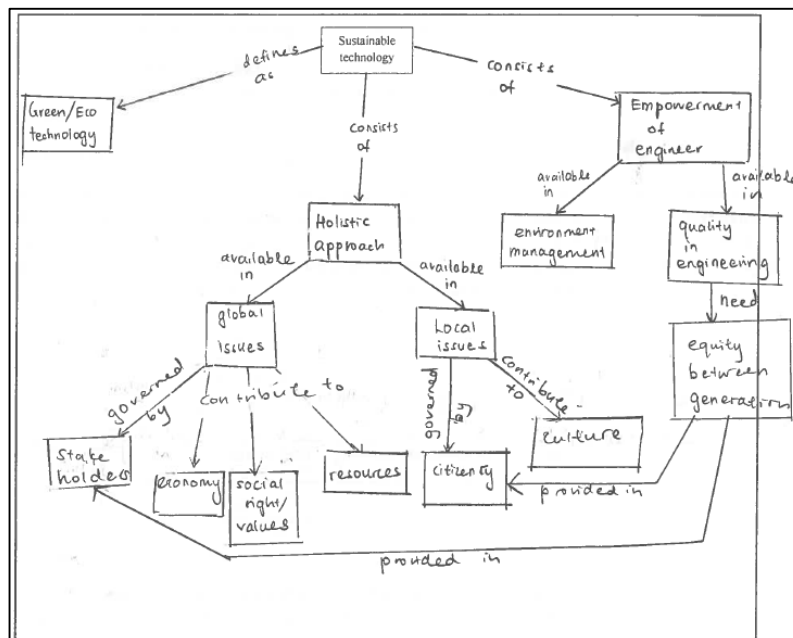 Sustainable
technology
defines
as
consists
of
Green/Eco
technology
consists
of
Empowerment
of
engineer
available
in
available
in
Holistic
approach
environment
management
quality
in
engineering
available
in
available
in
need
global
issues
Local
issues
equity
between
generation
governed
by
contribute to
governed
by
contribute
to
Stake
holders
economy
social
right/
values
resources
citizenty
culture
provided in
provided in